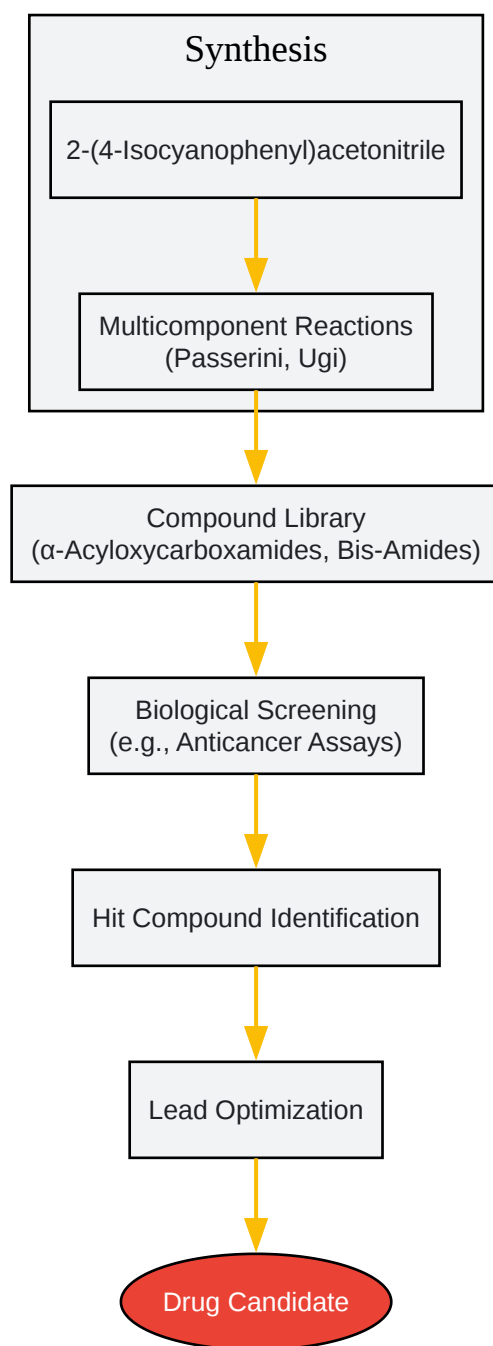 Synthesis
2-(4-Isocyanophenyl)acetonitrile
Multicomponent Reactions
(Passerini, Ugi)
Compound Library
(α-Acyloxycarboxamides, Bis-Amides)
Biological Screening
(e.g., Anticancer Assays)
Hit Compound Identification
Lead Optimization
Drug Candidate